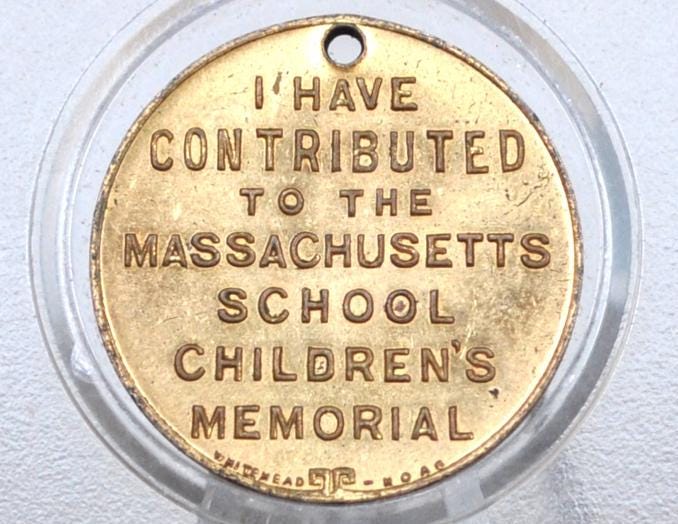 I HAVE
CONTRIBUTED
TO THE
MASSACHUSETTS
SCHOOL
CHILDREN'S
MEMORIAL
WHITEHEAD - HOAG